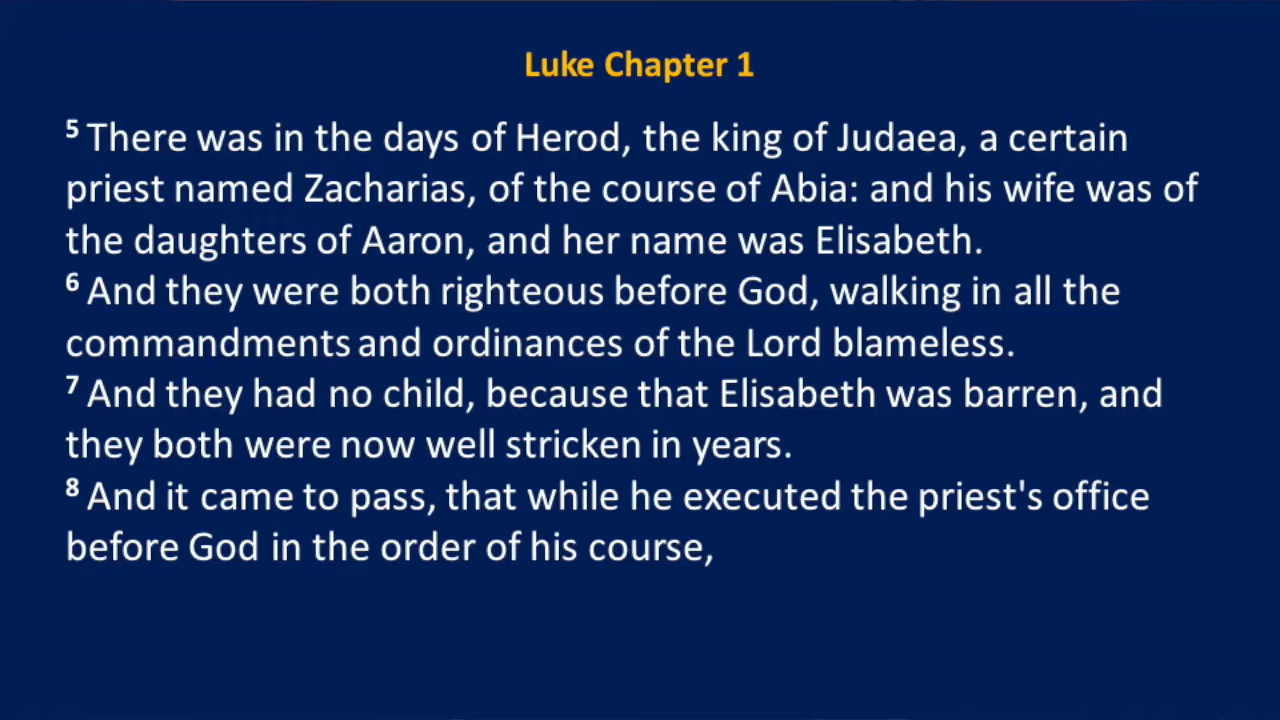 Luke Chapter 1
5 There was in the days of Herod, the king of Judaea, a certain
priest named Zacharias, of the course of Abia: and his wife was of
the daughters of Aaron, and her name was Elisabeth.
6 And they were both righteous before God, walking in all the
commandments and ordinances of the Lord blameless.
7 And they had no child, because that Elisabeth was barren, and
they both were now well stricken in years.
8 And it came to pass, that while he executed the priest's office
before God in the order of his course,